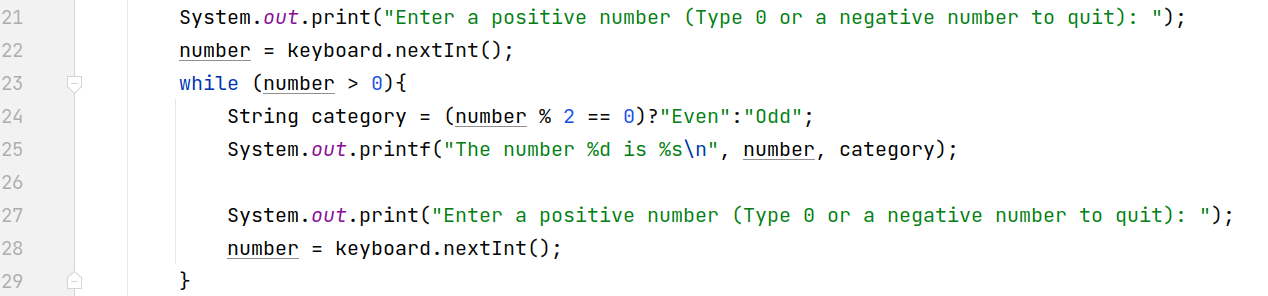 21 System.out.print("Enter a positive number (Type 0 or a negative number to quit): ");
22 number = keyboard.nextInt();
23 while (number > 0){
24 String category = (number % 2 == 0)?"Even":"Odd";
25 System.out.printf("The number %d is %s\n", number, category);
26
27 System.out.print("Enter a positive number (Type 0 or a negative number to quit): ");
28 number = keyboard.nextInt();
29 }